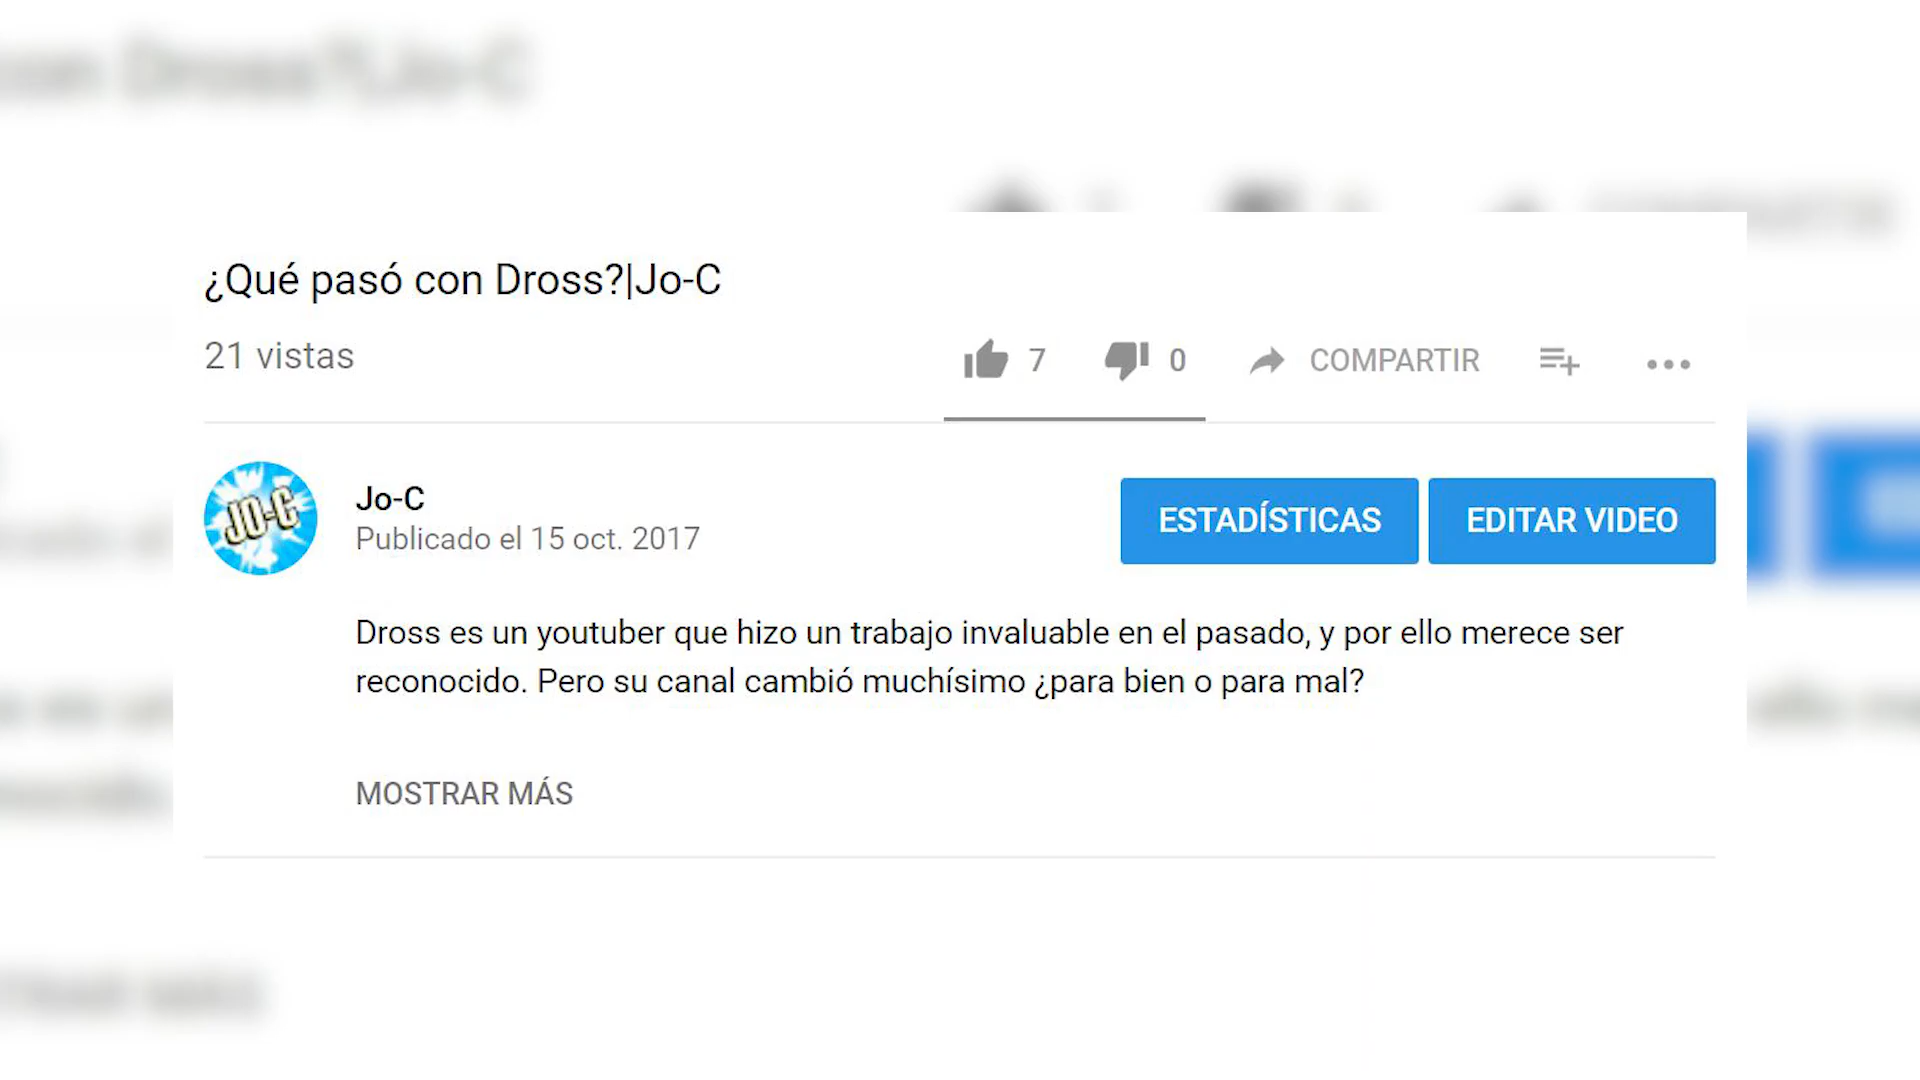 ¿Qué pasó con Dross?|Jo-C
21 vistas
7
0
COMPARTIR
JO-C
Jo-C
Publicado el 15 oct. 2017
ESTADÍSTICAS
EDITAR VIDEO
Dross es un youtuber que hizo un trabajo invaluable en el pasado, y por ello merece ser
reconocido. Pero su canal cambió muchísimo ¿para bien o para mal?
MOSTRAR MÁS